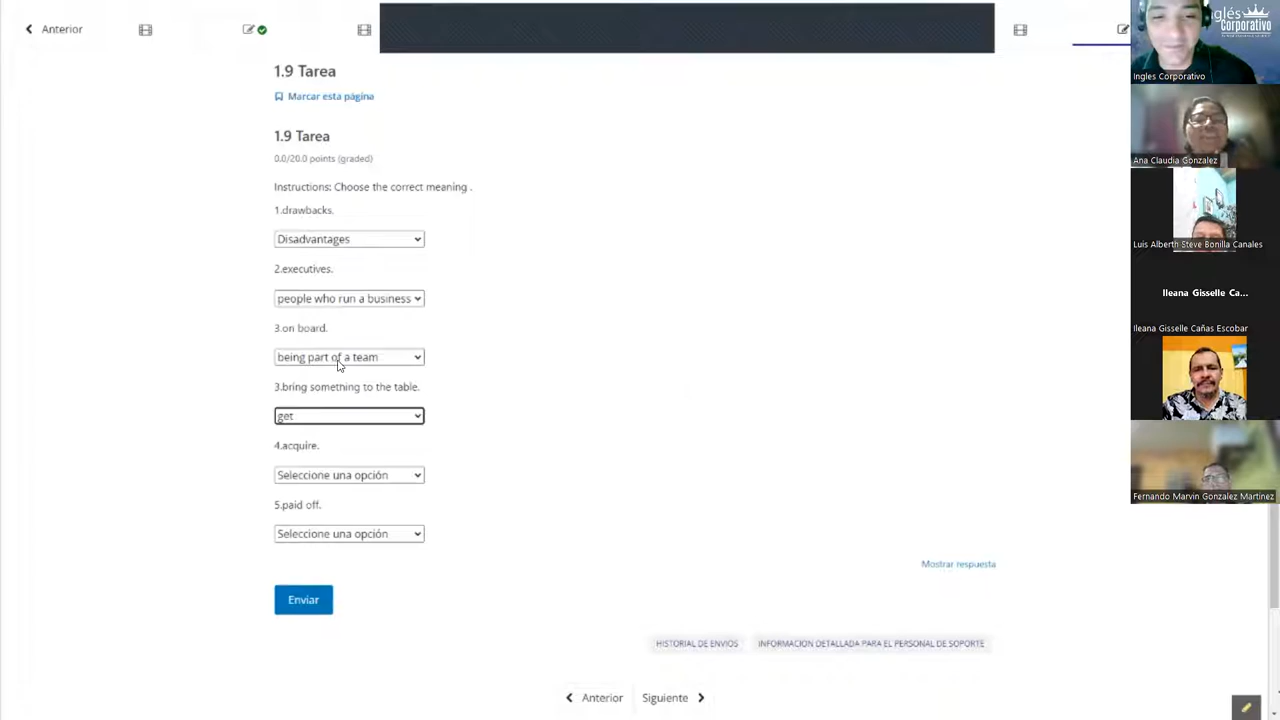 Anterior
1.9 Tarea
Marcar esta página
1.9 Tarea
0.0/20.0 points (graded)
Instructions: Choose the correct meaning .
1.drawbacks.
Disadvantages
2.executives.
people who run a business
3.on board.
being part of a team
3.bring something to the table.
get
4.acquire.
Seleccione una opción
5.paid off.
Seleccione una opción
Mostrar respuesta
Enviar
HISTORIAL DE ENVIOS
INFORMACION DETALLADA PARA EL PERSONAL DE SOPORTE
Anterior
Siguiente
glés
Corporativo
Ingles Corporativo
Ana Claudia Gonzalez
Luis Alberth Steve Bonilla Canales
Ileana Gisselle Ca...
Ileana Gisselle Cañas Escobar
Fernando Marvin Gonzalez Martinez